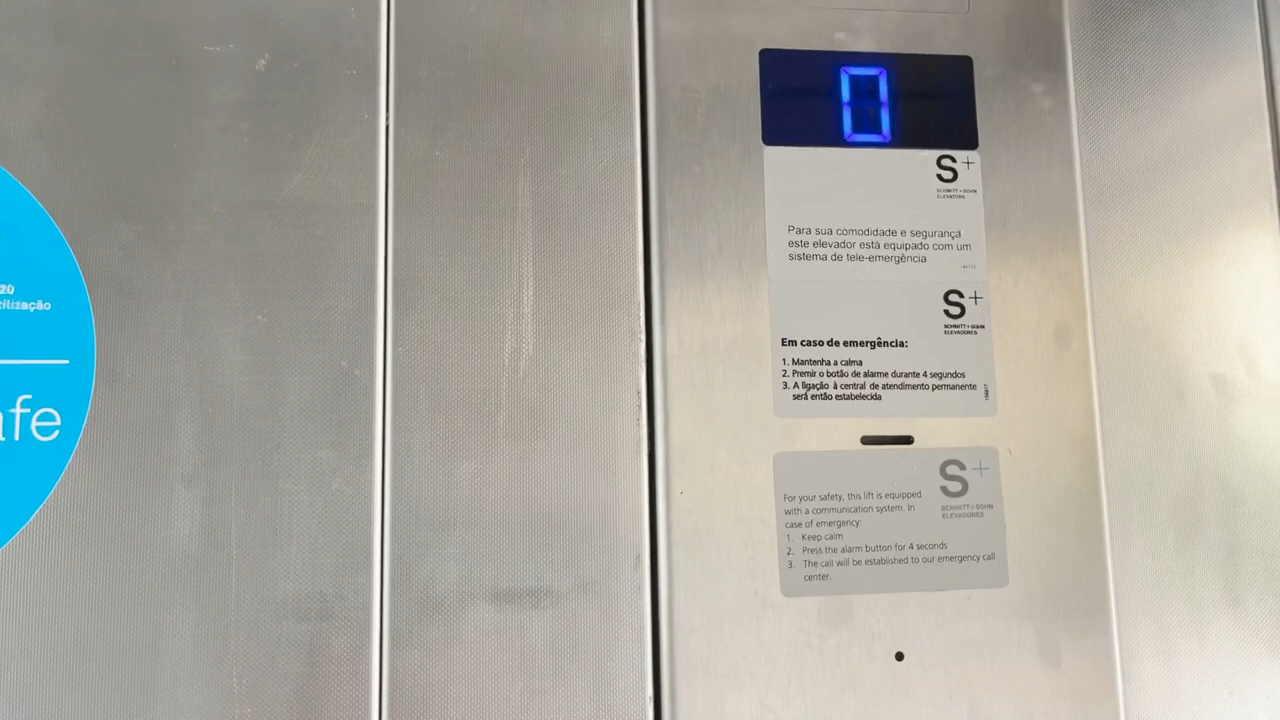 20
tilização
afe
0
S+
SCHMITT+SOHN
ELEVATORS
Para sua comodidade e segurança
este elevador está equipado com um
sistema de tele-emergência
S+
SCHMITT+SOHN
ELEVADORES
Em caso de emergência:
1. Mantenha a calma
2. Premir o botão de alarme durante 4 segundos
3. A ligação à central de atendimento permanente
será então estabelecida
S+
SCHMITT+SOHN
ELEVADORES
For your safety, this lift is equipped
with a communication system. In
case of emergency:
1. Keep calm
2. Press the alarm button for 4 seconds
3. The call will be established to our emergency call
center.